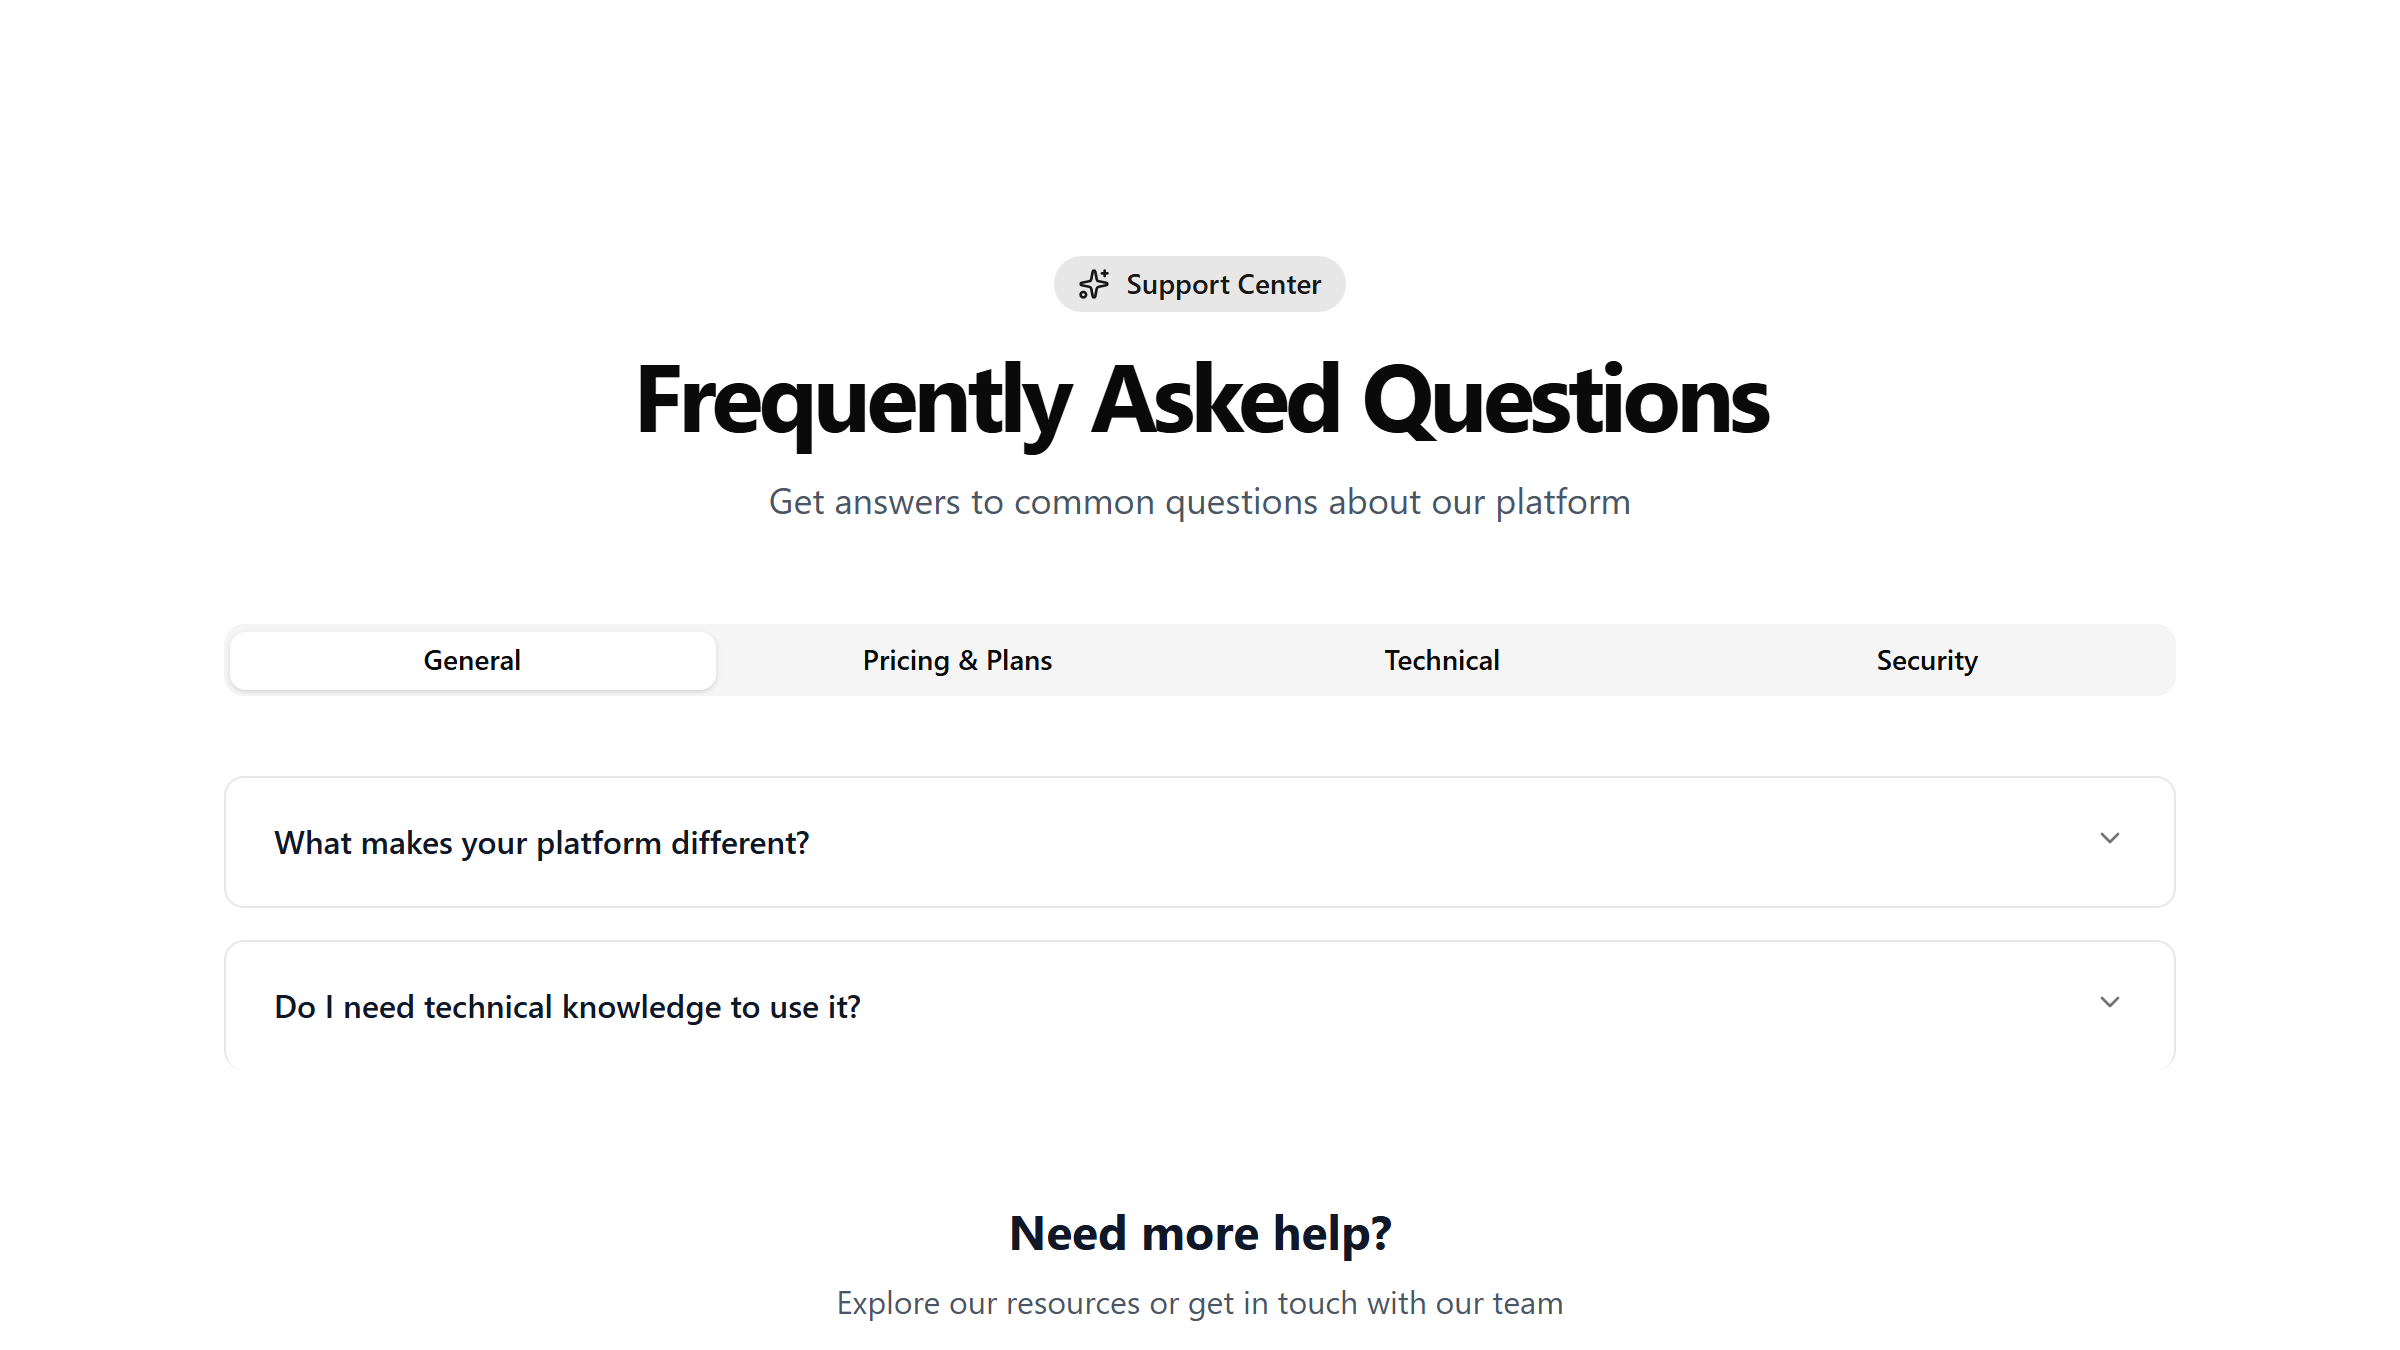 Support Center
Frequently Asked Questions
Get answers to common questions about our platform
General
Pricing & Plans
Technical
Security
What makes your platform different?
Do I need technical knowledge to use it?
Need more help?
Explore our resources or get in touch with our team